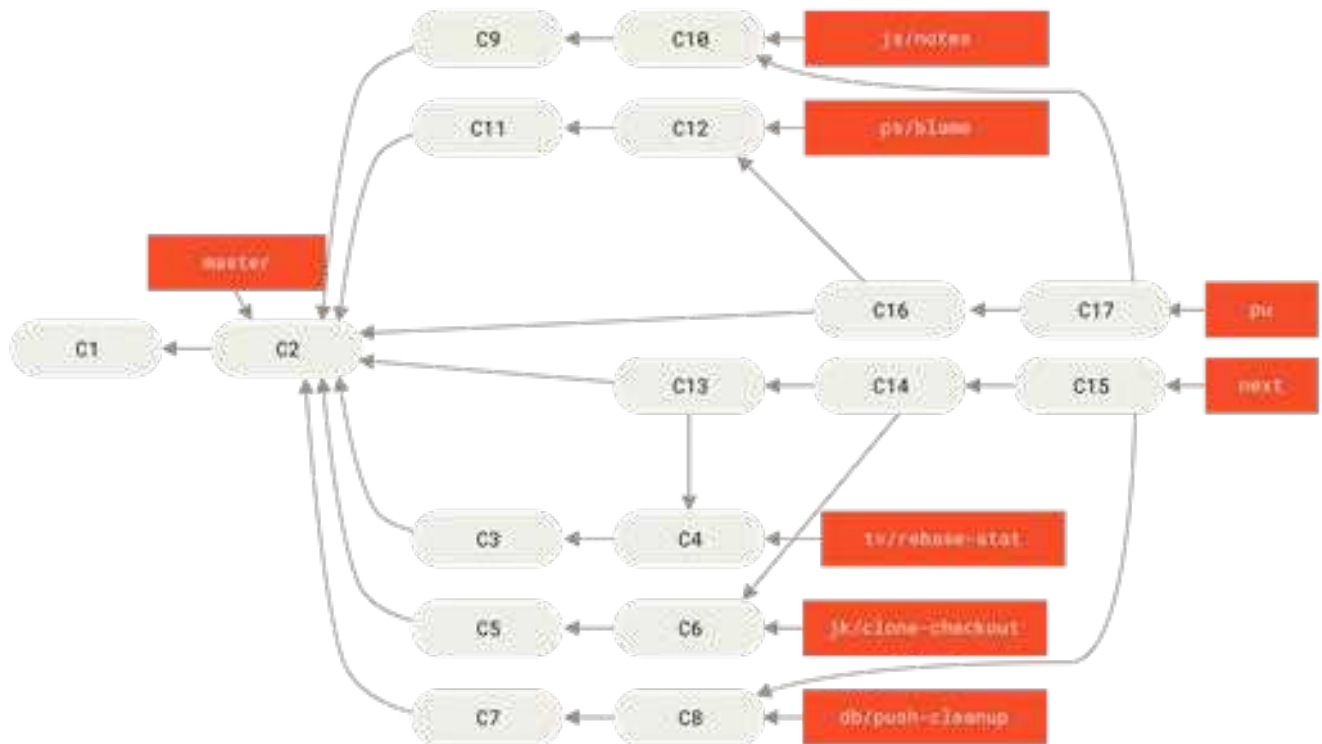 C9 C10 js/notes
C11 C12 ps/blame
master
C16 C17 pu
C1 C2
C13 C14 C15 next
C3 C4 tv/rebase-stat
C5 C6 jk/clone-checkout
C7 C8 db/push-cleanup